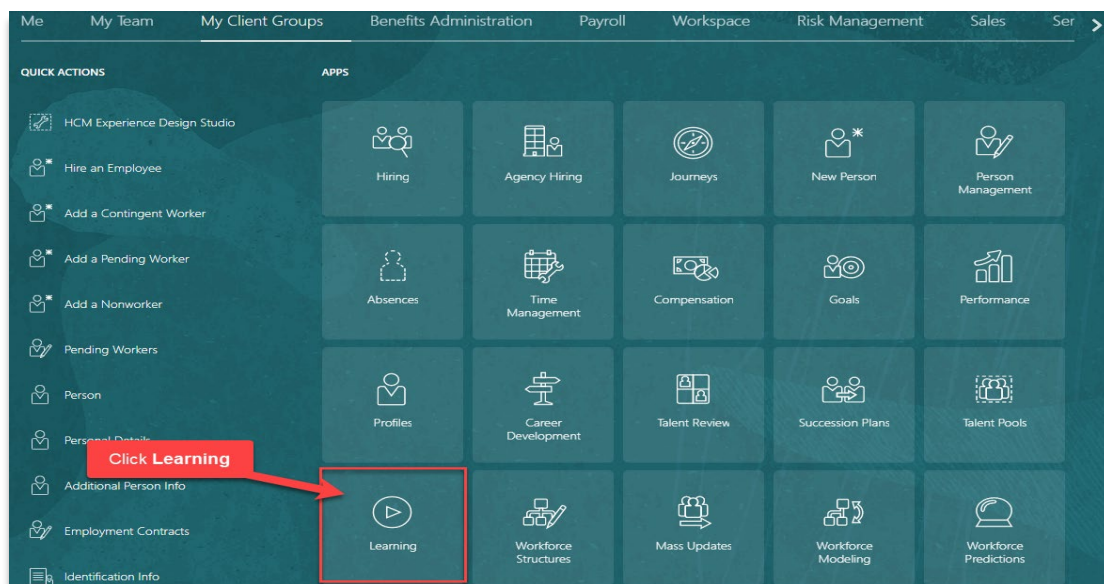 Me My Team My Client Groups Benefits Administration Payroll Workspace Risk Management Sales Ser
QUICK ACTIONS
HCM Experience Design Studio
Hire an Employee
Add a Contingent Worker
Add a Pending Worker
Add a Nonworker
Pending Workers
Person
Personal Details
Additional Person Info
Employment Contracts
Identification Info
Click Learning
APPS
Hiring
Agency Hiring
Journeys
New Person
Person
Management
Absences
Time
Management
Compensation
Goals
Performance
Profiles
Career
Development
Talent Review
Succession Plans
Talent Pools
Learning
Workforce
Structures
Mass Updates
Workforce
Modeling
Workforce
Predictions